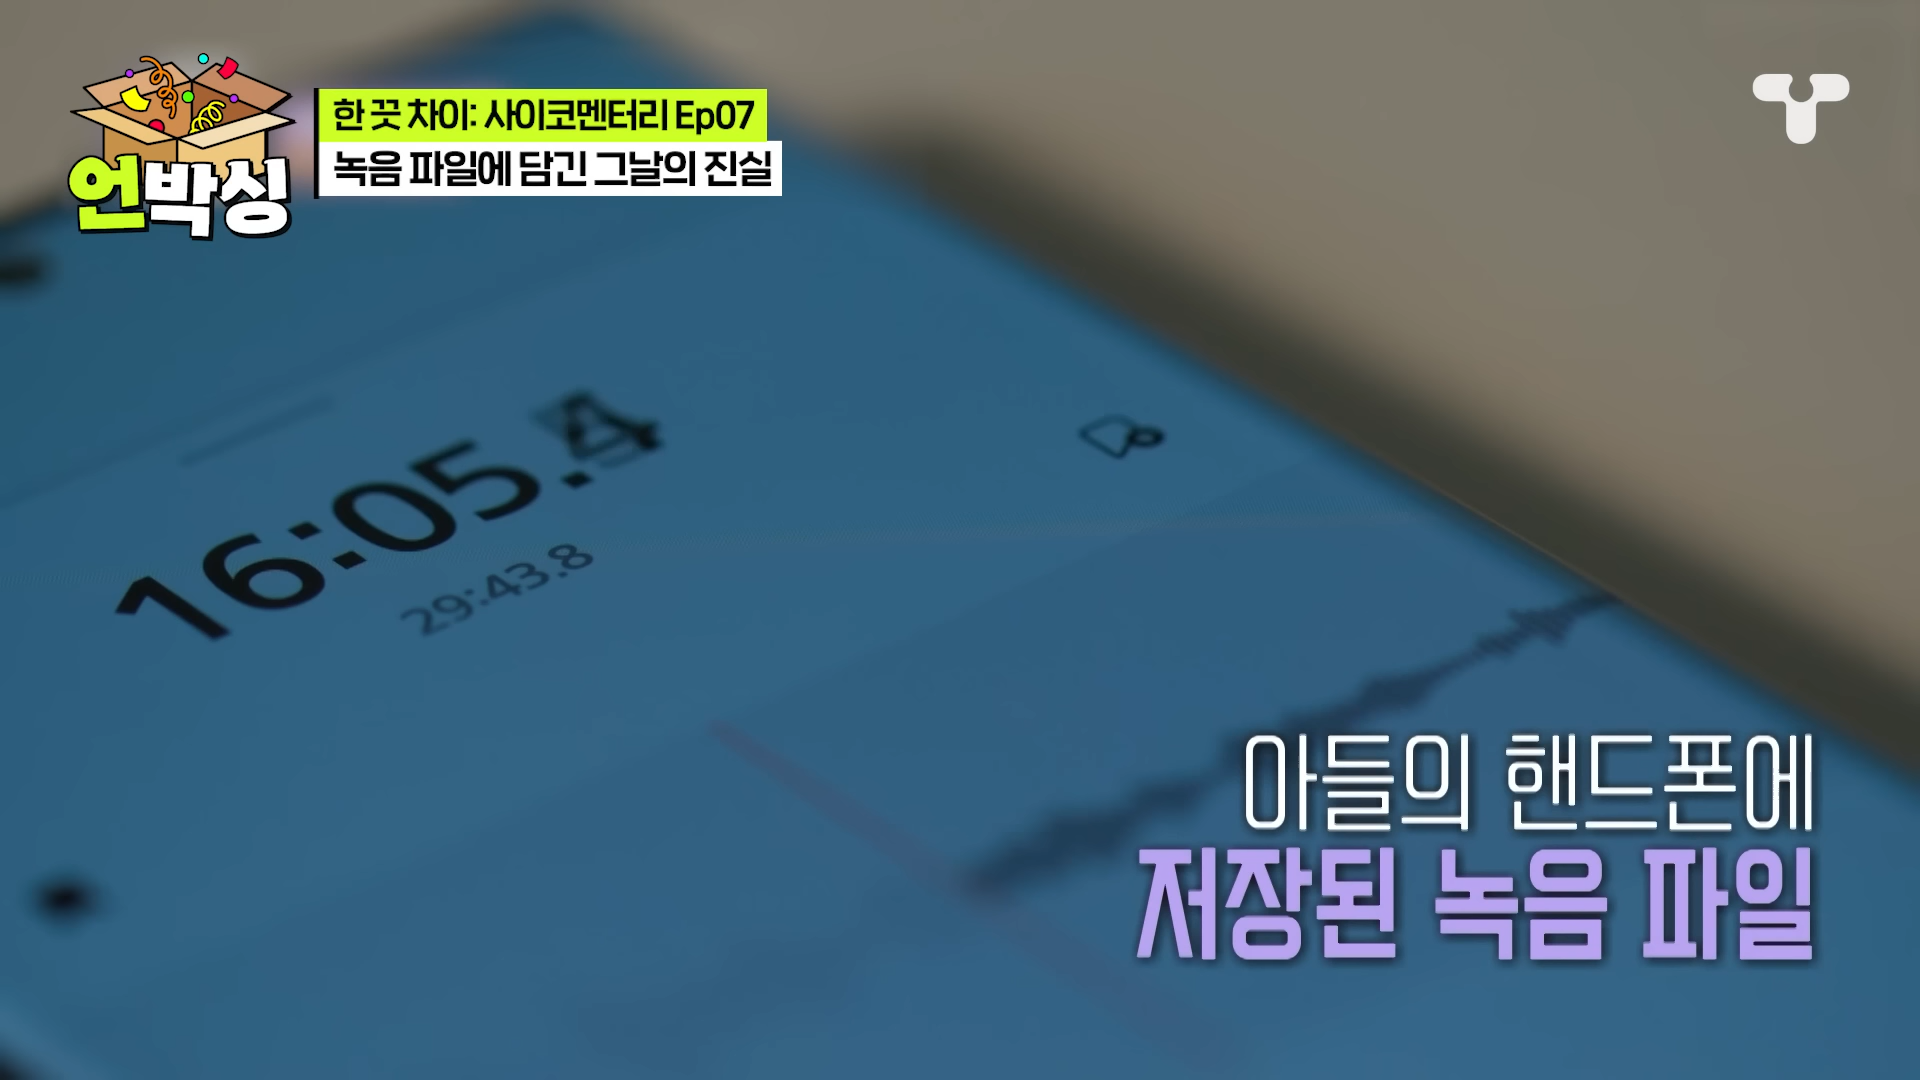 언박싱
한 끗 차이: 사이코멘터리 Ep07
녹음 파일에 담긴 그날의 진실
16:05.4
29:43.8
아들의 핸드폰에
저장된 녹음 파일